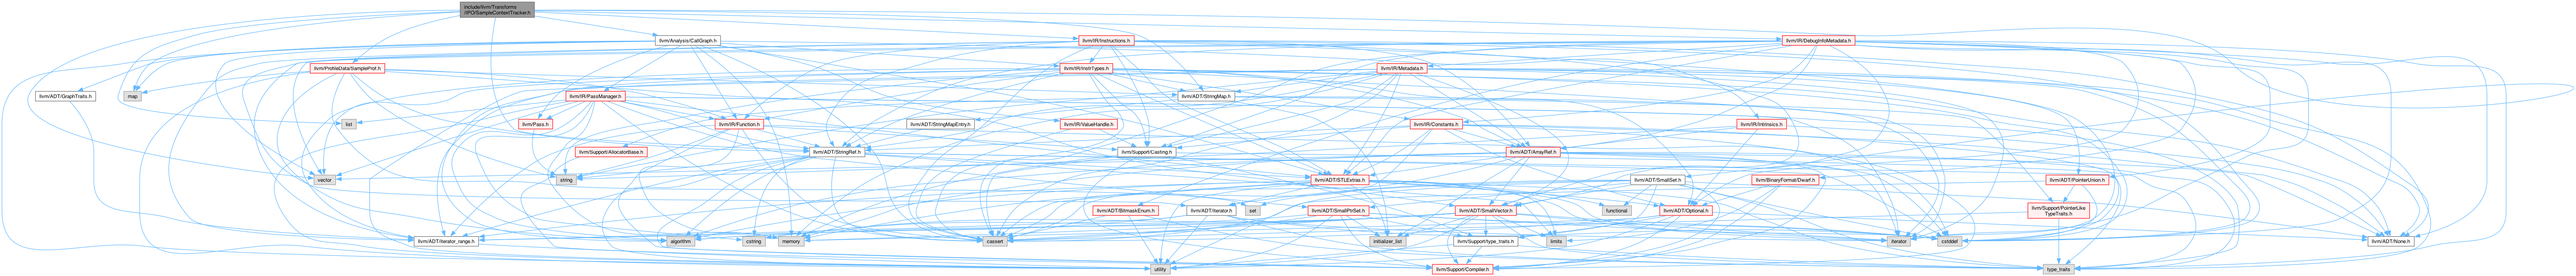 include/llvm/Transforms
/IPO/SampleContextTracker.h
llvm/Analysis/CallGraph.h
llvm/IR/Instructions.h
llvm/IR/DebugInfoMetadata.h
llvm/ProfileData/SampleProf.h
llvm/IR/InstrTypes.h
llvm/IR/Metadata.h
llvm/ADT/GraphTraits.h
map
llvm/IR/PassManager.h
llvm/ADT/StringMap.h
list
llvm/Pass.h
llvm/IR/Function.h
llvm/ADT/StringMapEntry.h
llvm/IR/ValueHandle.h
llvm/IR/Constants.h
llvm/IR/Intrinsics.h
llvm/Support/AllocatorBase.h
llvm/ADT/StringRef.h
llvm/Support/Casting.h
llvm/ADT/ArrayRef.h
vector
string
llvm/ADT/STLExtras.h
llvm/ADT/SmallSet.h
llvm/BinaryFormat/Dwarf.h
llvm/ADT/PointerUnion.h
llvm/ADT/BitmaskEnum.h
llvm/ADT/iterator.h
set
llvm/ADT/SmallPtrSet.h
llvm/ADT/SmallVector.h
functional
llvm/ADT/Optional.h
llvm/Support/PointerLike
TypeTraits.h
llvm/ADT/iterator_range.h
algorithm
cstring
memory
cassert
initializer_list
llvm/Support/type_traits.h
limits
iterator
cstddef
llvm/ADT/None.h
utility
llvm/Support/Compiler.h
type_traits